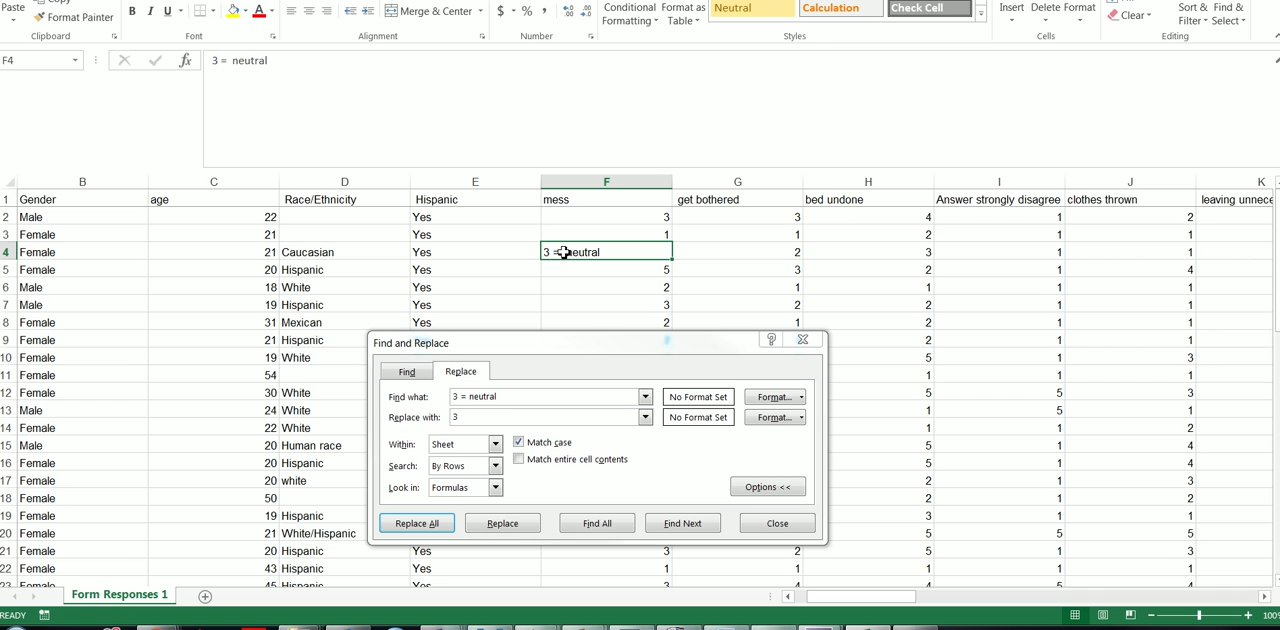 Paste
Copy
Format Painter
B I U
$ % ,
Merge & Center
Conditional Formatting
Format as Table
Neutral
Calculation
Check Cell
Insert Delete Format
Clear
Sort & Filter
Find & Select
Clipboard Font Alignment Number Styles Cells Editing
F4 fx 3 = neutral
B C D E F G H I J K
1 Gender age Race/Ethnicity Hispanic mess get bothered bed undone Answer strongly disagree clothes thrown leaving unnece
2 Male 22 Yes 3 3 4 1 2
3 Female 21 Yes 1 1 2 1 1
4 Female 21 Caucasian Yes 3 = neutral 2 3 1 1
5 Female 20 Hispanic Yes 5 3 2 1 4
6 Male 18 White Yes 2 1 1 1 1
7 Male 19 Hispanic Yes 3 2 2 1 1
8 Female 31 Mexican Yes 2 1 2 1 1
9 Female 21 Hispanic 2 1 1
10 Female 19 White 5 1 3
11 Female 54 1 1 1
12 Female 30 White 5 5 3
13 Male 24 White 1 5 1
14 Female 22 White 1 1 2
15 Male 20 Human race 5 1 4
16 Female 20 Hispanic 5 1 4
17 Female 20 white 2 1 3
18 Female 50 2 1 2
19 Female 19 Hispanic 3 1 1
20 Female 21 White/Hispanic 5 5 5
21 Female 20 Hispanic Yes 3 2 5 1 3
22 Female 43 Hispanic Yes 1 1 1 1 1
23 Female 45 Hispanic Yes 3 4 4 5 4
Find and Replace
Find Replace
Find what: 3 = neutral No Format Set Format...
Replace with: 3 No Format Set Format...
Within: Sheet Match case
Search: By Rows Match entire cell contents
Look in: Formulas Options <<
Replace All Replace Find All Find Next Close
Form Responses 1
READY 100%